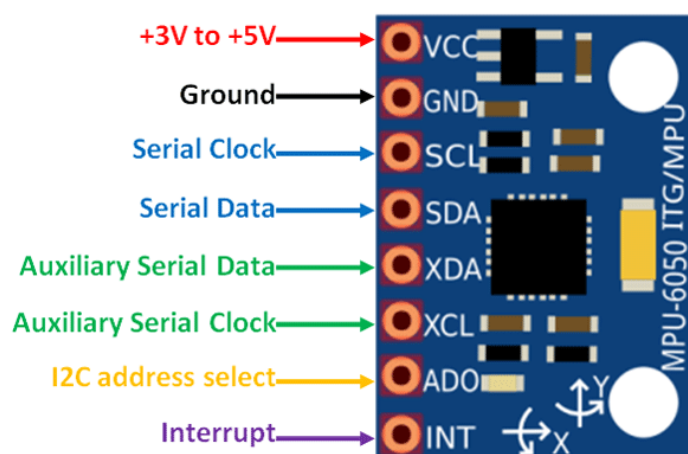 +3V to +5V VCC
Ground GND
Serial Clock SCL
Serial Data SDA
Auxiliary Serial Data XDA
Auxiliary Serial Clock XCL
I2C address select ADO
Interrupt INT
MPU-6050 ITG/MPU
Y
X